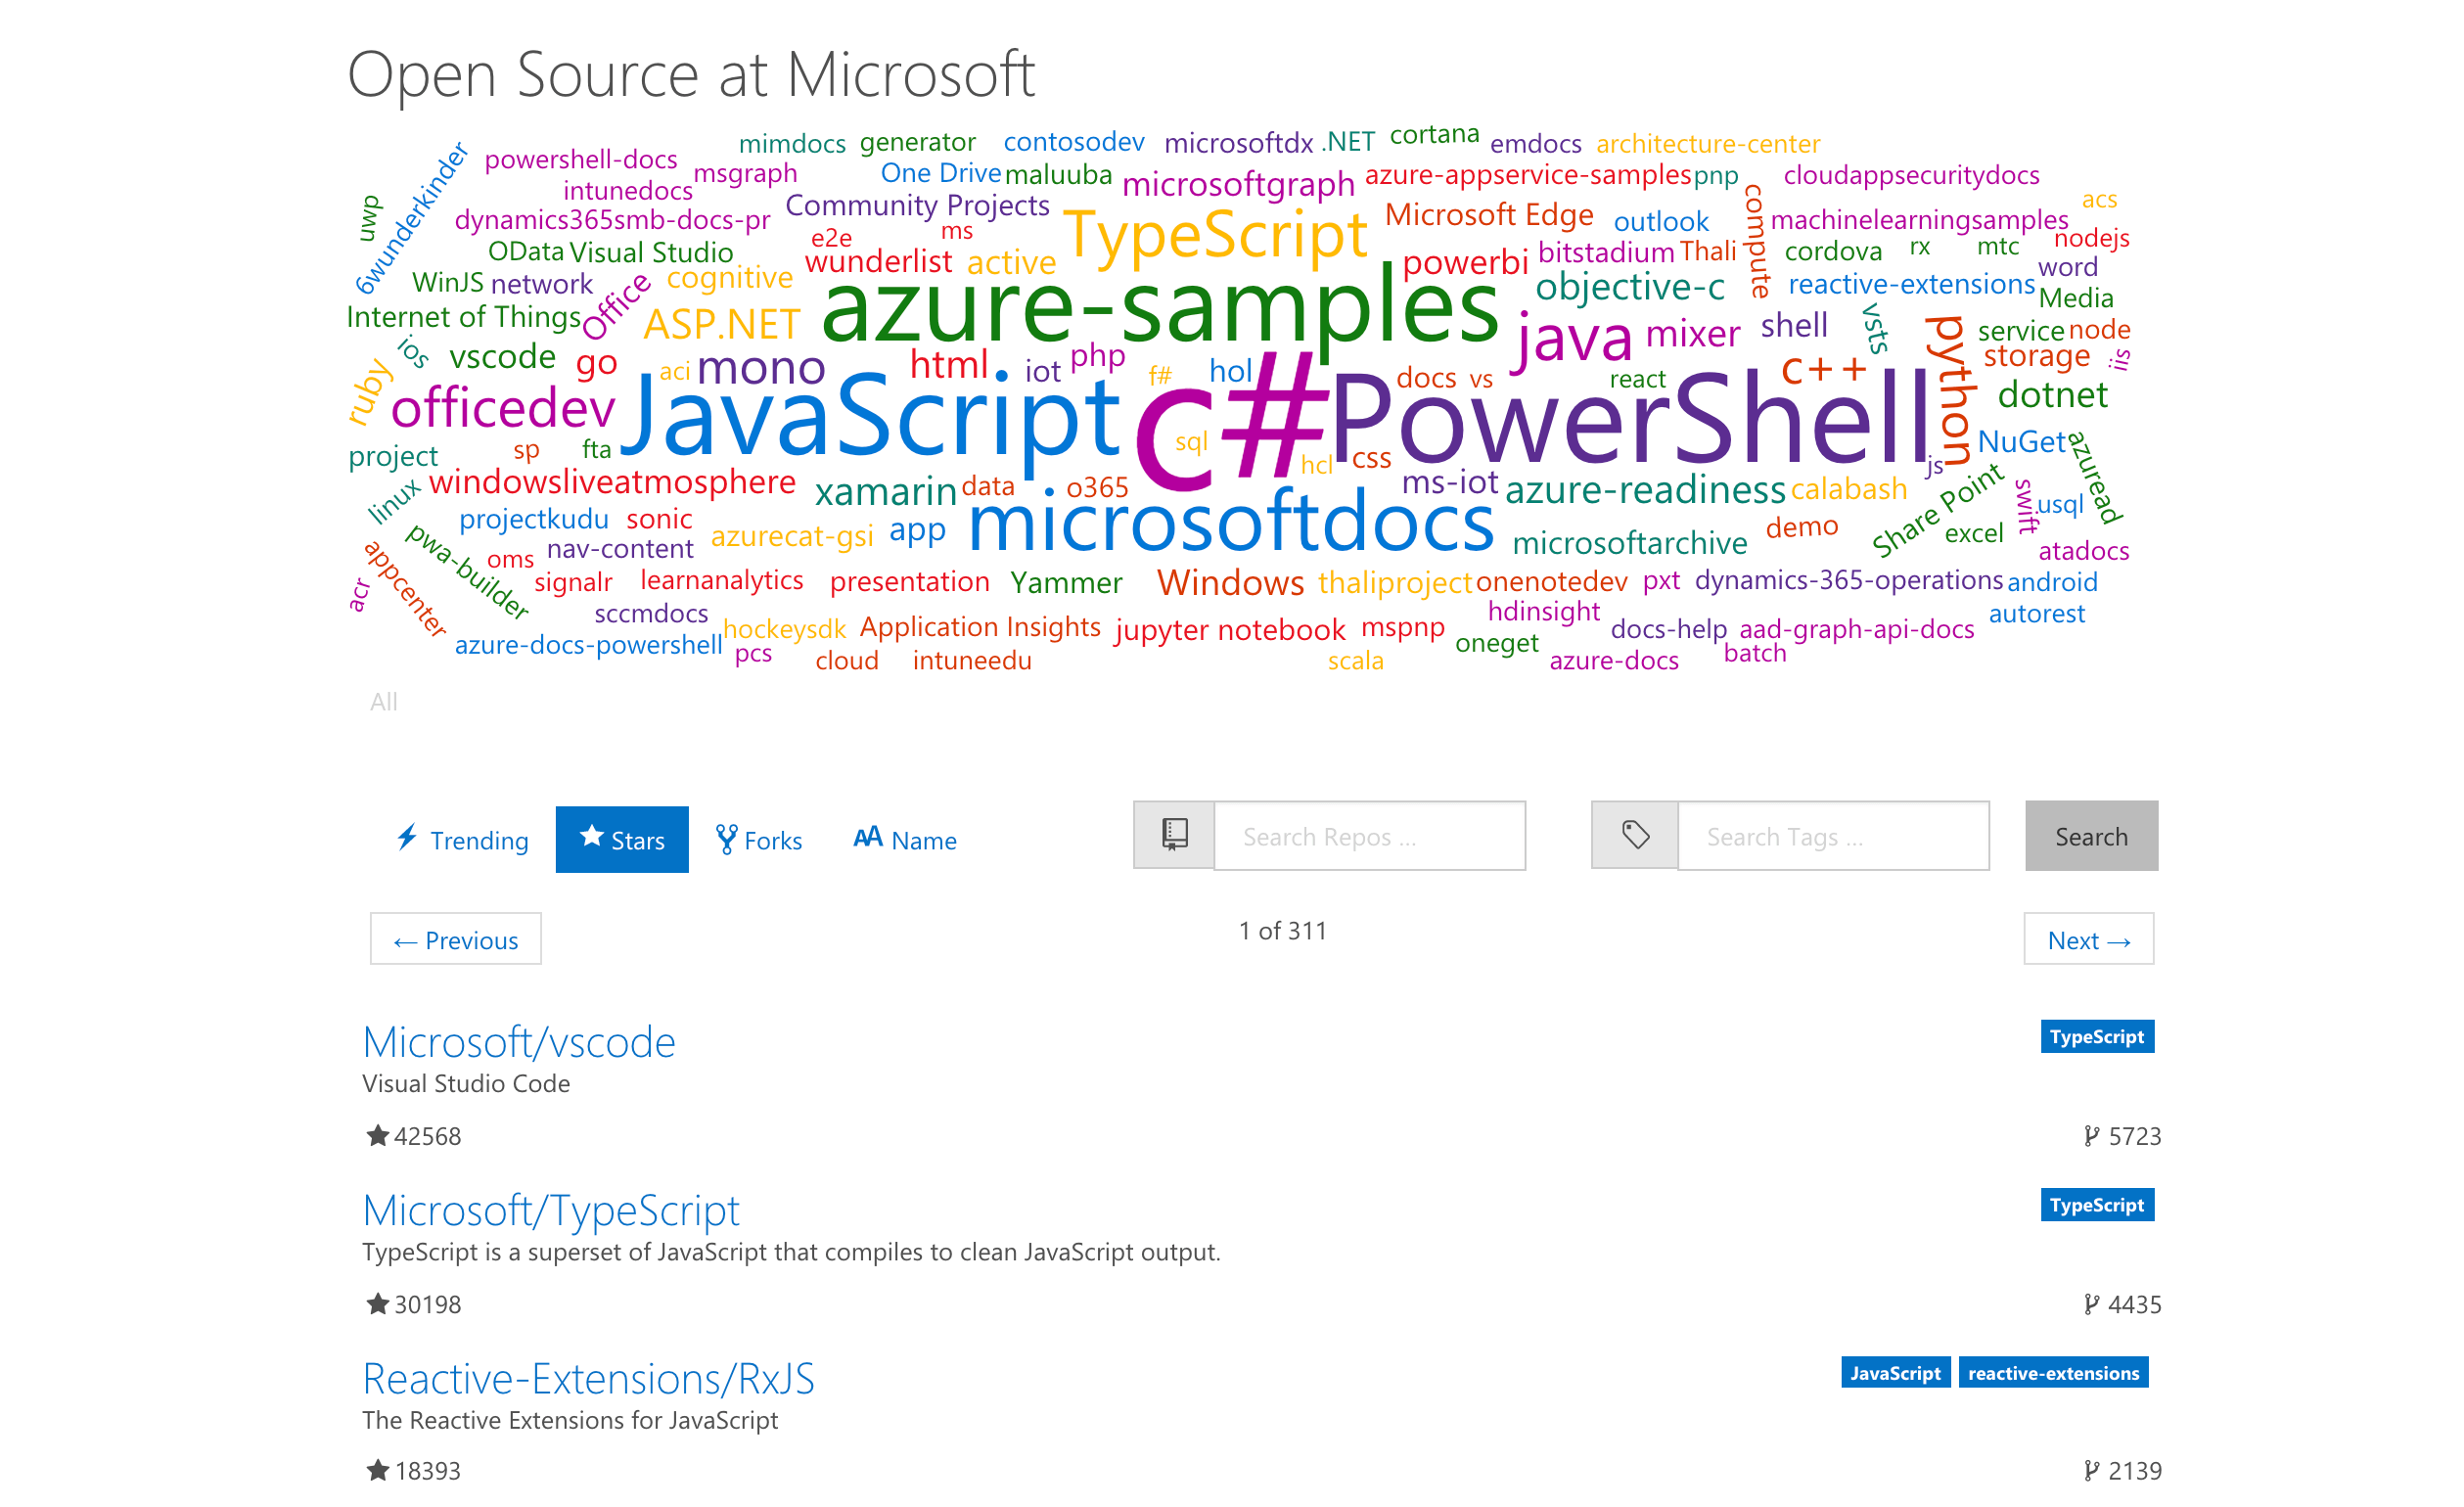 Open Source at Microsoft
mimdocs generator contosodev microsoftdx .NET cortana emdocs architecture-center
6wunderkinder powershell-docs msgraph One Drive maluuba microsoftgraph azure-appservice-samples pnp cloudappsecuritydocs
uwp intunedocs Community Projects TypeScript Microsoft Edge outlook compute machinelearningsamples acs
dynamics365smb-docs-pr e2e ms bitstadium Thali cordova rx mtc nodejs
OData Visual Studio wunderlist active powerbi word
WinJS network Office cognitive azure-samples objective-c reactive-extensions Media
Internet of Things ASP.NET java mixer shell vsts python service node
ios vscode go aci mono html iot php f# hol docs vs react c++ storage iis
ruby officedev JavaScript c# PowerShell dotnet
project sp fta sql hcl css js NuGet azuread
linux windowsliveatmosphere xamarin data o365 ms-iot azure-readiness calabash Share Point swift usql
projectkudu sonic azurecat-gsi app microsoftdocs microsoftarchive demo excel
appcenter pwa-builder oms nav-content atadocs
acr signalr learnanalytics presentation Yammer Windows thaliproject onenotedev pxt dynamics-365-operations android
sccmdocs hockeysdk Application Insights jupyter notebook mspnp hdinsight docs-help aad-graph-api-docs autorest
azure-docs-powershell pcs cloud intuneedu scala oneget azure-docs batch
All
Trending Stars Forks Name Search Repos ... Search Tags ... Search
← Previous 1 of 311 Next →
Microsoft/vscode TypeScript
Visual Studio Code
42568 5723
Microsoft/TypeScript TypeScript
TypeScript is a superset of JavaScript that compiles to clean JavaScript output.
30198 4435
Reactive-Extensions/RxJS JavaScript reactive-extensions
The Reactive Extensions for JavaScript
18393 2139